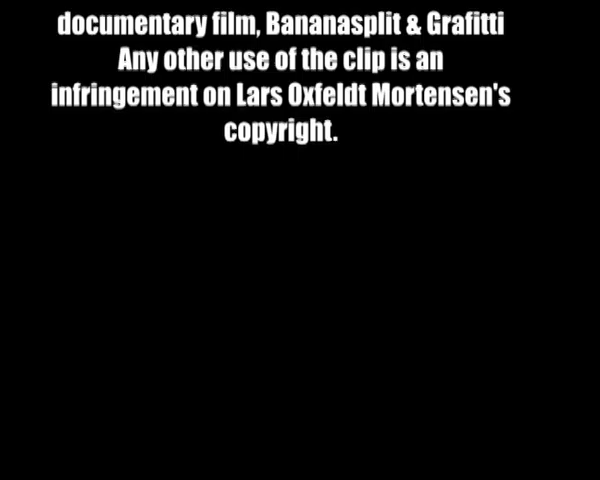 documentary film, Bananasplit & Grafitti
Any other use of the clip is an
infringement on Lars Oxfeldt Mortensen's
copyright.